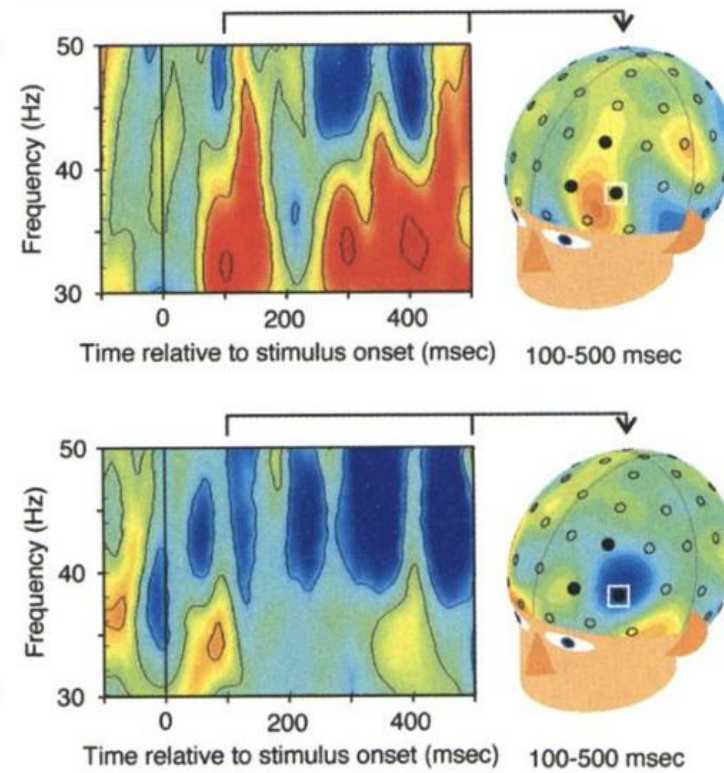 50
40
30
Frequency (Hz)
0 200 400
Time relative to stimulus onset (msec)
100-500 msec
50
40
30
Frequency (Hz)
0 200 400
Time relative to stimulus onset (msec)
100-500 msec